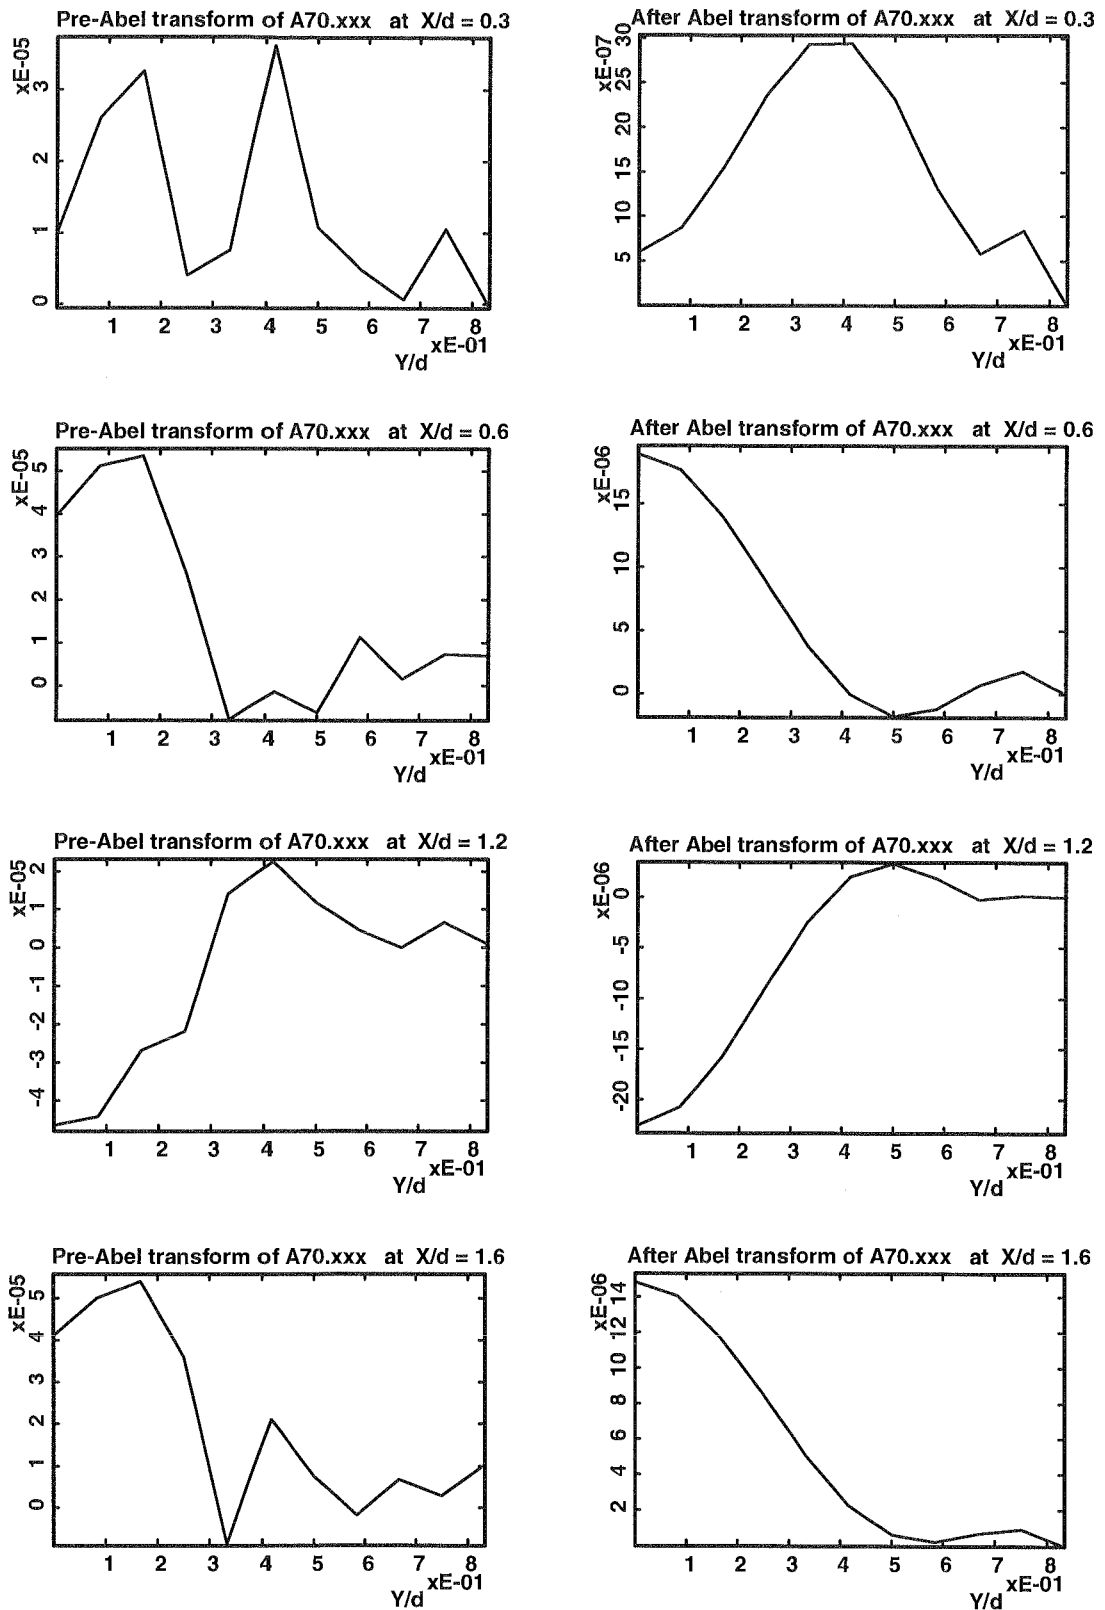 Pre-Abel transform of A70.xxx at X/d = 0.3
xE-05
3
2
1
0
1 2 3 4 5 6 7 8
xE-01
Y/d
After Abel transform of A70.xxx at X/d = 0.3
xE-07
30
25
20
15
10
5
1 2 3 4 5 6 7 8
xE-01
Y/d
Pre-Abel transform of A70.xxx at X/d = 0.6
xE-05
5
4
3
2
1
0
1 2 3 4 5 6 7 8
xE-01
Y/d
After Abel transform of A70.xxx at X/d = 0.6
xE-06
15
10
5
0
1 2 3 4 5 6 7 8
xE-01
Y/d
Pre-Abel transform of A70.xxx at X/d = 1.2
xE-05
2
1
0
-1
-2
-3
-4
1 2 3 4 5 6 7 8
xE-01
Y/d
After Abel transform of A70.xxx at X/d = 1.2
xE-06
0
-5
-10
-15
-20
1 2 3 4 5 6 7 8
xE-01
Y/d
Pre-Abel transform of A70.xxx at X/d = 1.6
xE-05
5
4
3
2
1
0
1 2 3 4 5 6 7 8
xE-01
Y/d
After Abel transform of A70.xxx at X/d = 1.6
xE-06
14
12
10
8
6
4
2
1 2 3 4 5 6 7 8
xE-01
Y/d